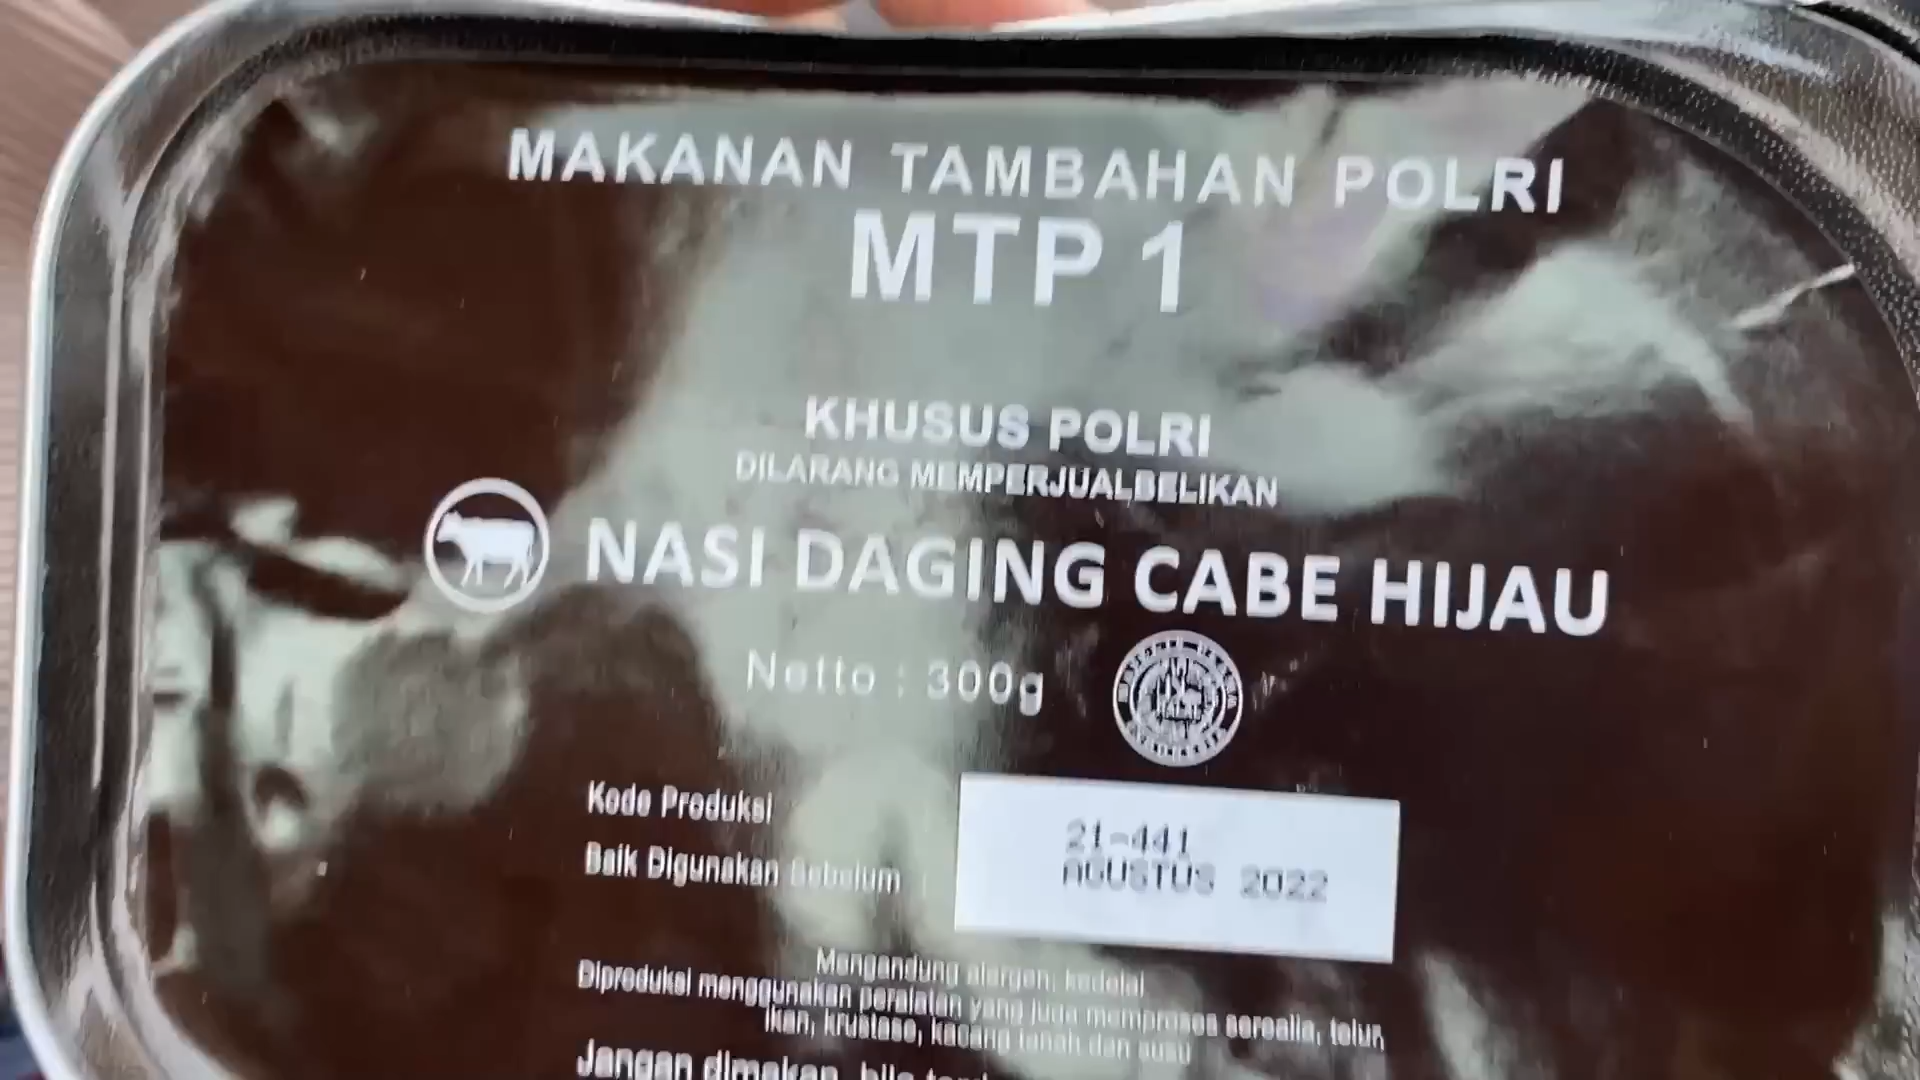 MAKANAN TAMBAHAN POLRI
MTP 1
KHUSUS POLRI
DILARANG MEMPERJUALBELIKAN
NASI DAGING CABE HIJAU
Netto : 300g
Kode Produksi
21-441
Baik Digunakan Sebelum :
AGUSTUS 2022
Mengandung alergen, kedelai
Diproduksi menggunakan peralatan yang juga memproses serealia, telur,
ikan, krustase, kacang tanah dan susu
Jangan dimakan, bila